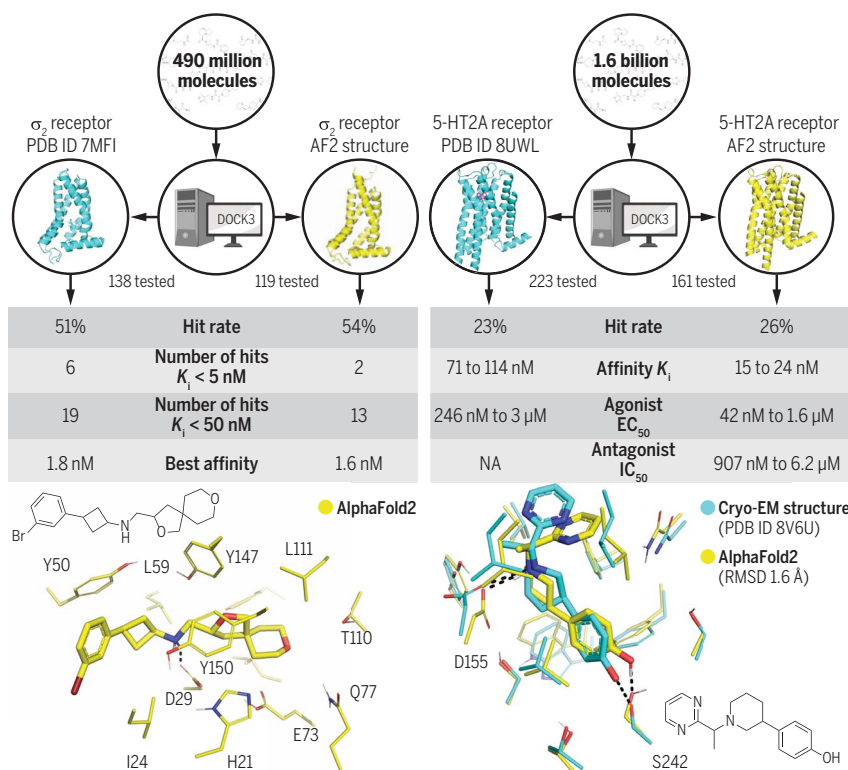 490 million
molecules
1.6 billion
molecules
σ₂ receptor
PDB ID 7MFI
σ₂ receptor
AF2 structure
5-HT2A receptor
PDB ID 8UWL
5-HT2A receptor
AF2 structure
DOCK3
DOCK3
138 tested
119 tested
223 tested
161 tested
51%
Hit rate
54%
23%
Hit rate
26%
6
Number of hits
Kᵢ < 5 nM
2
71 to 114 nM
Affinity Kᵢ
15 to 24 nM
19
Number of hits
Kᵢ < 50 nM
13
246 nM to 3 µM
Agonist
EC₅₀
42 nM to 1.6 µM
1.8 nM
Best affinity
1.6 nM
NA
Antagonist
IC₅₀
907 nM to 6.2 µM
Br
N
H
O
O
AlphaFold2
Y50
L59
Y147
L111
T110
Y150
D29
Q77
E73
I24
H21
Cryo-EM structure
(PDB ID 8V6U)
AlphaFold2
(RMSD 1.6 Å)
D155
S242
N
N
N
OH